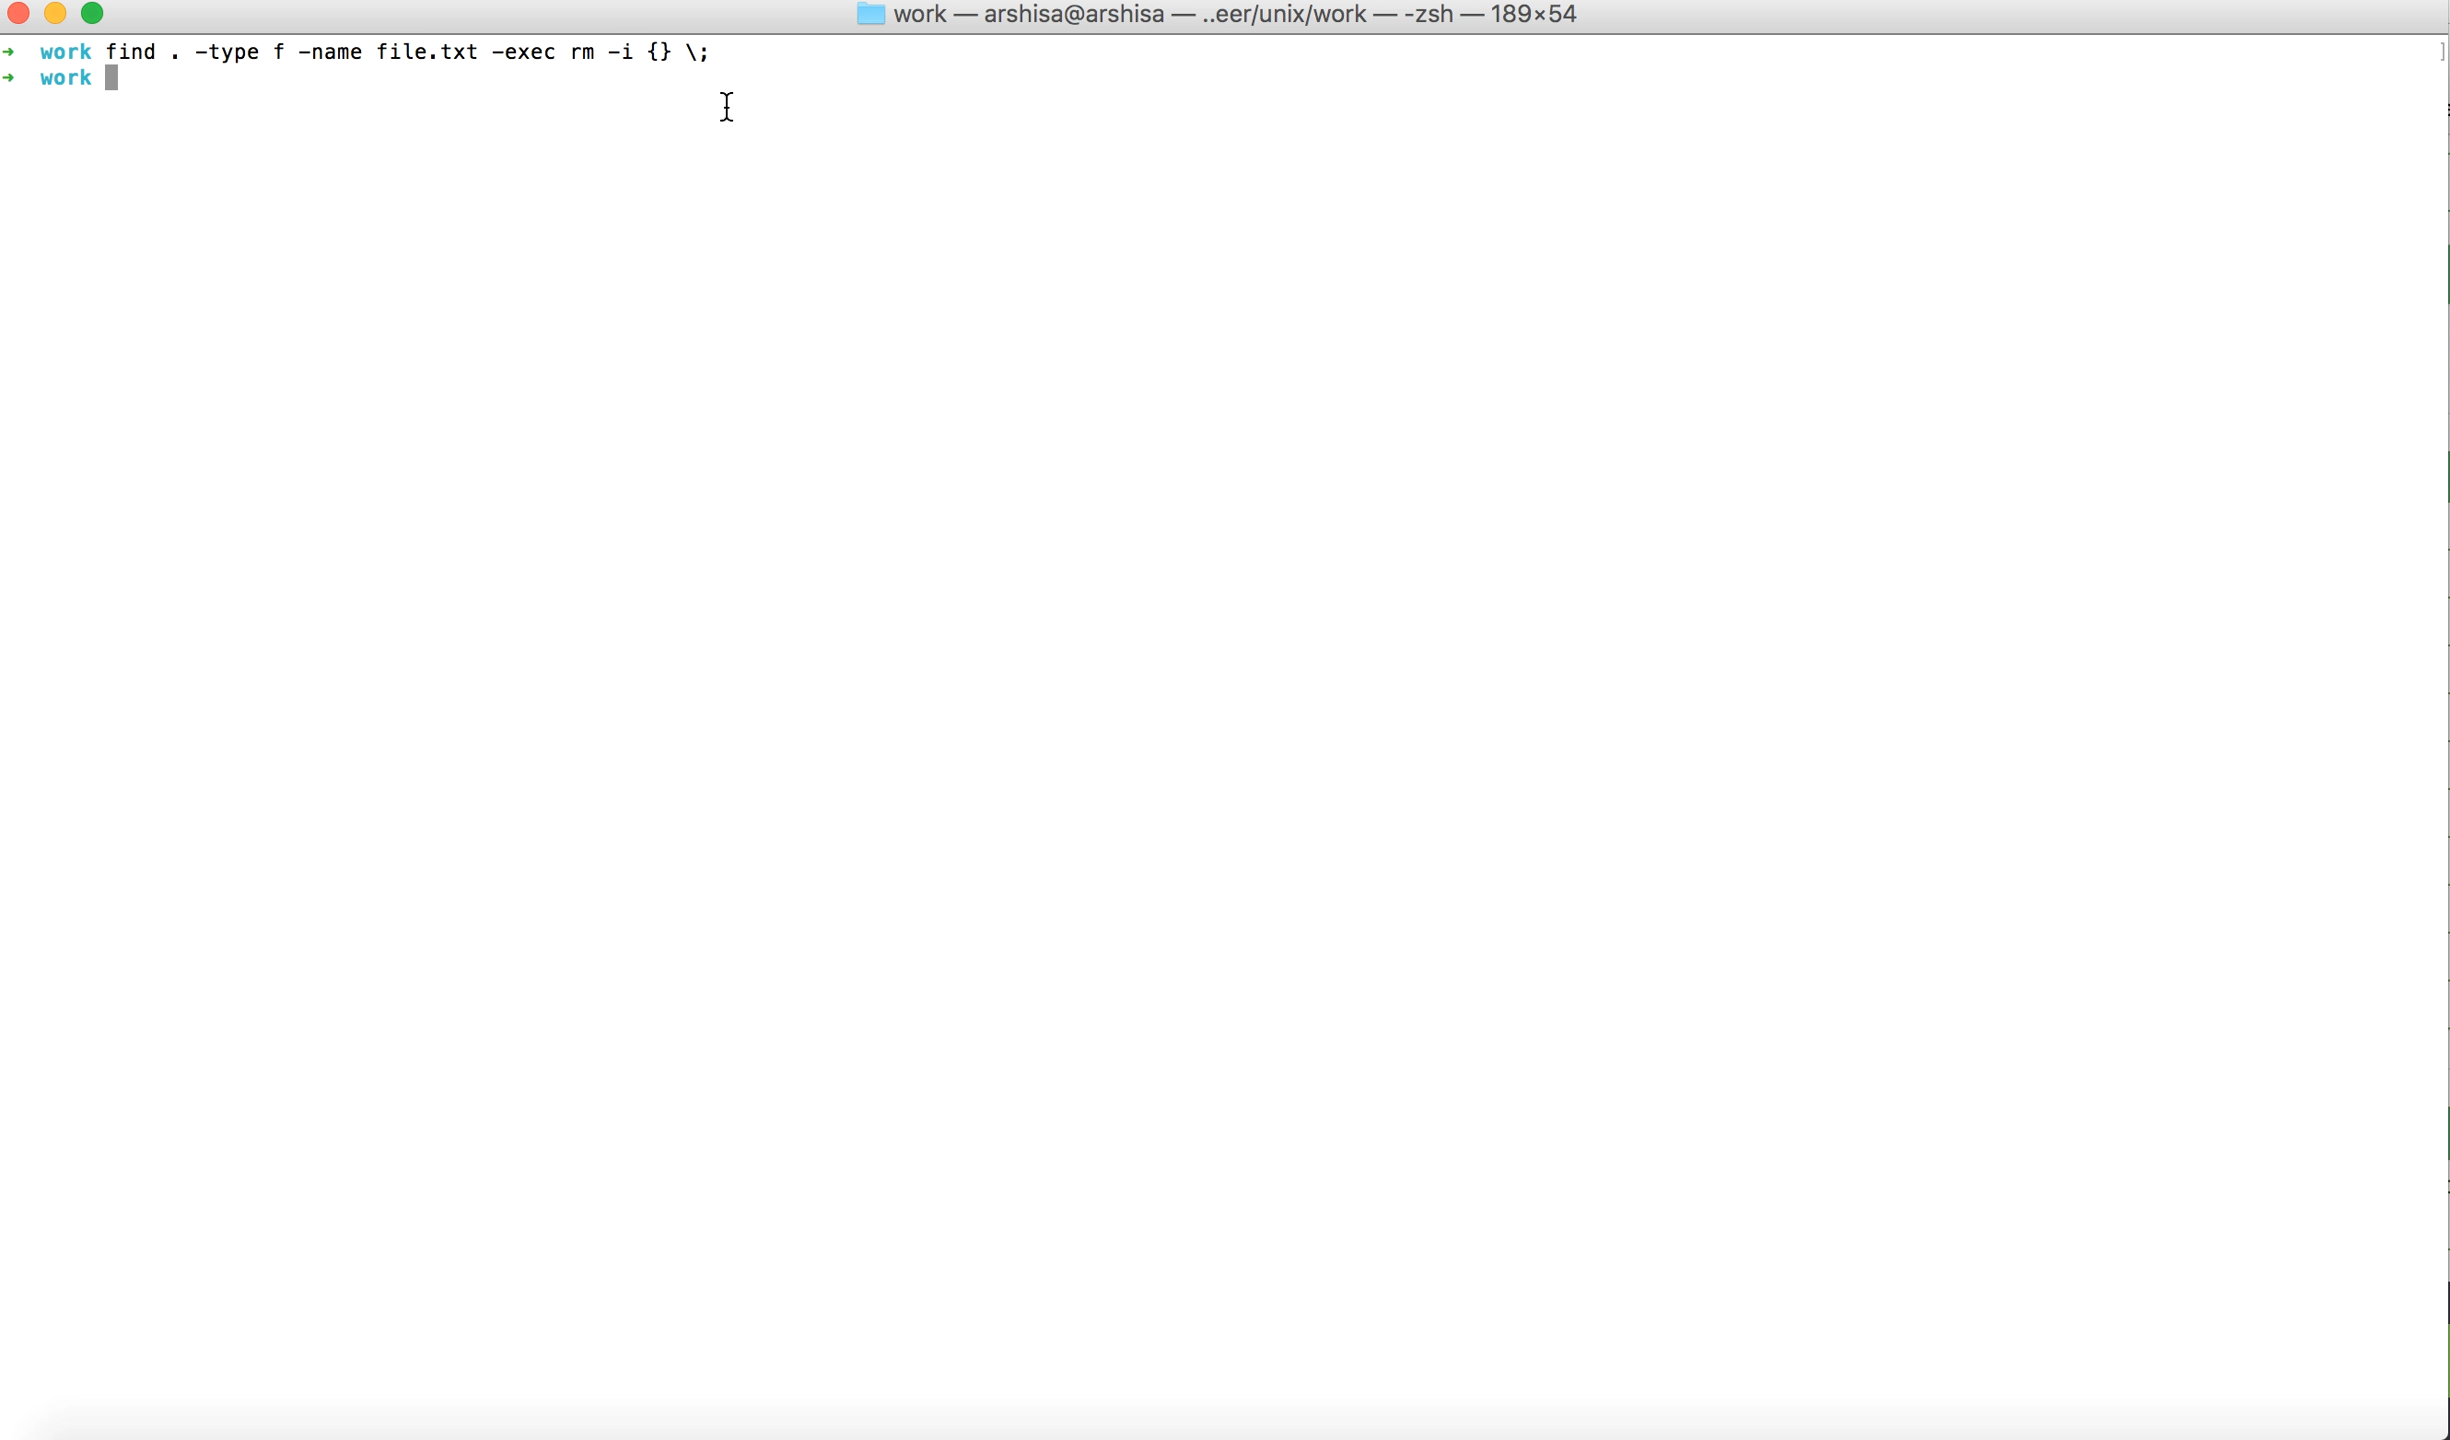 work — arshisa@arshisa — ..eer/unix/work — -zsh — 189×54
➜ work find . -type f -name file.txt -exec rm -i {} \;
➜ work